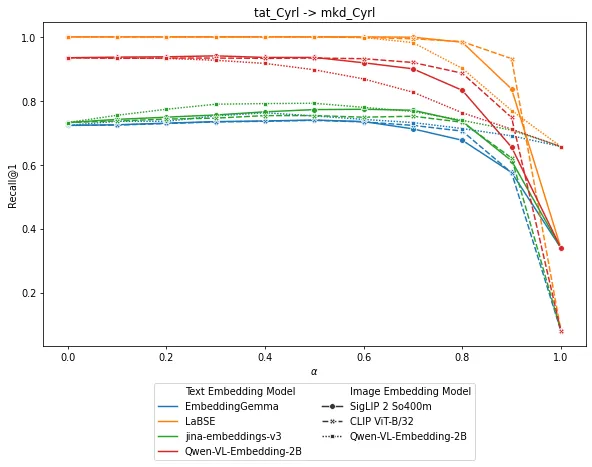 tat_Cyrl -> mkd_Cyrl
1.0
0.8
0.6
0.4
0.2
Recall@1
0.0 0.2 0.4 0.6 0.8 1.0
α
Text Embedding Model Image Embedding Model
EmbeddingGemma SigLIP 2 So400m
LaBSE CLIP ViT-B/32
jina-embeddings-v3 Qwen-VL-Embedding-2B
Qwen-VL-Embedding-2B